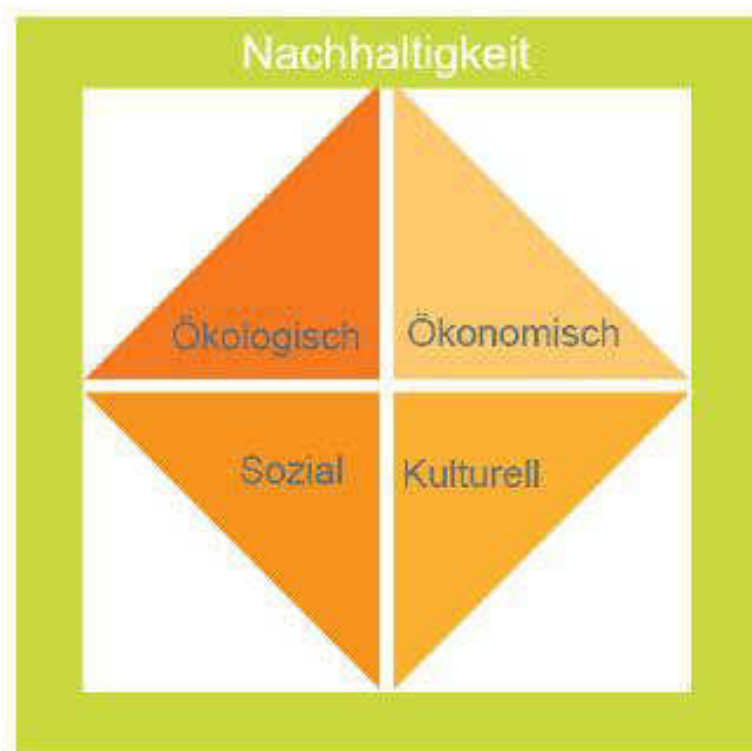 Nachhaltigkeit
Ökologisch
Ökonomisch
Sozial
Kulturell